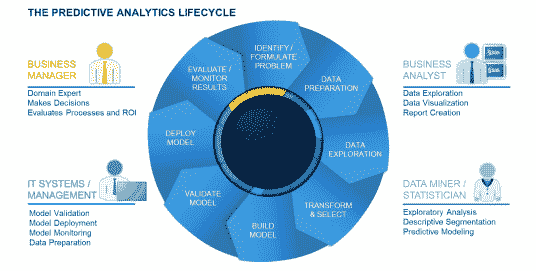 THE PREDICTIVE ANALYTICS LIFECYCLE
BUSINESS
MANAGER
Domain Expert
Makes Decisions
Evaluates Processes and ROI
IDENTIFY /
FORMULATE
PROBLEM
DATA
PREPARATION
DATA
EXPLORATION
TRANSFORM
& SELECT
BUILD
MODEL
VALIDATE
MODEL
DEPLOY
MODEL
EVALUATE /
MONITOR
RESULTS
BUSINESS
ANALYST
Data Exploration
Data Visualization
Report Creation
IT SYSTEMS /
MANAGEMENT
Model Validation
Model Deployment
Model Monitoring
Data Preparation
DATA MINER /
STATISTICIAN
Exploratory Analysis
Descriptive Segmentation
Predictive Modeling